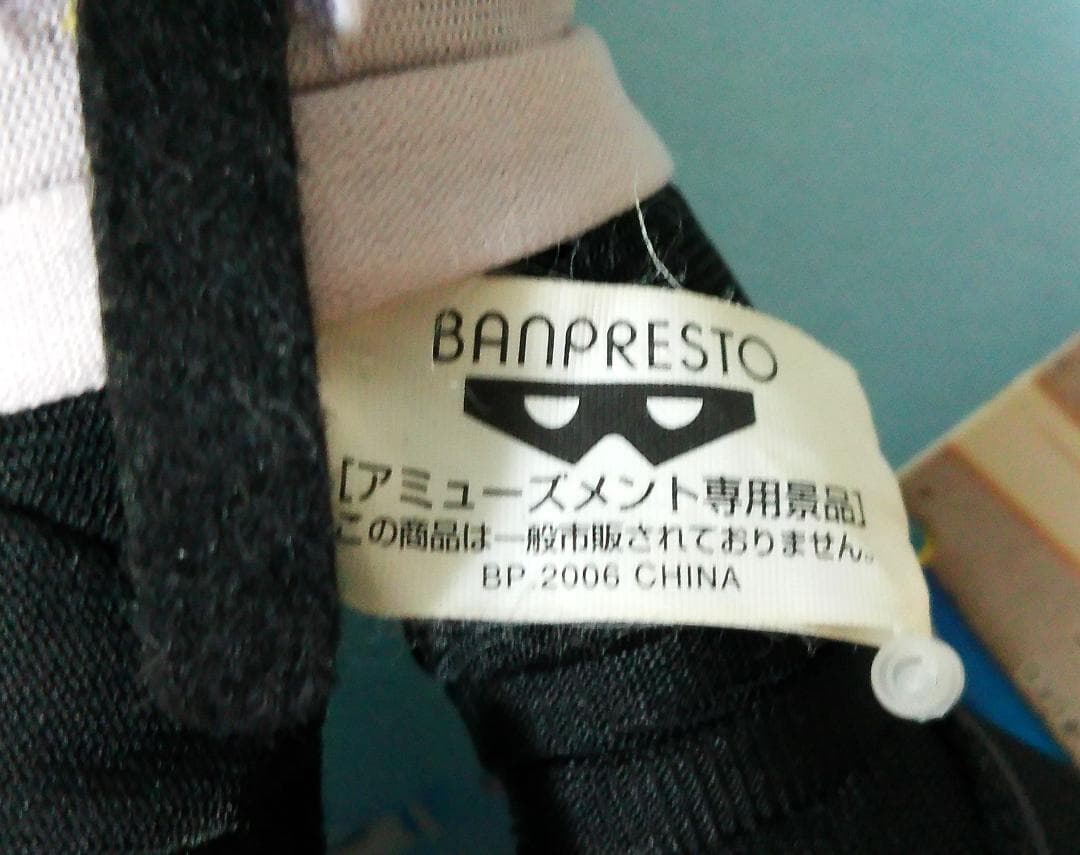 BANPRESTO
[アミューズメント専用景品]
この商品は一般市販されておりません。
BP.2006 CHINA